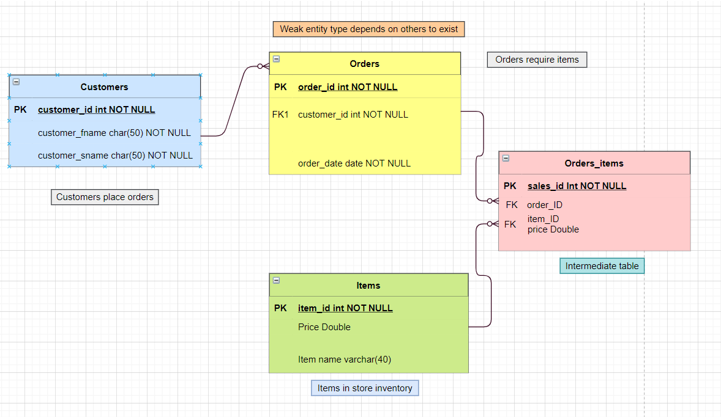 Weak entity type depends on others to exist
Orders
PK order_id int NOT NULL
FK1 customer_id int NOT NULL
order_date date NOT NULL
Orders require items
Customers
PK customer_id int NOT NULL
customer_fname char(50) NOT NULL
customer_sname char(50) NOT NULL
Customers place orders
Orders_items
PK sales_id Int NOT NULL
FK order_ID
FK item_ID
price Double
Intermediate table
Items
PK item_id int NOT NULL
Price Double
Item name varchar(40)
Items in store inventory